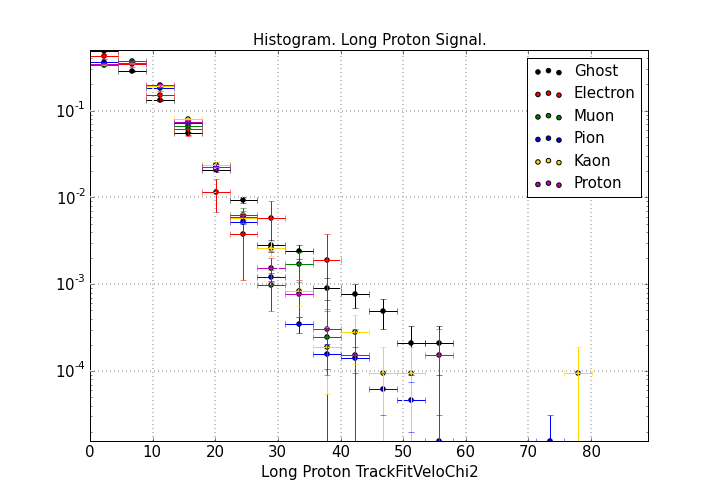 Histogram. Long Proton Signal.
Ghost
Electron
Muon
Pion
Kaon
Proton
10^-1
10^-2
10^-3
10^-4
0 10 20 30 40 50 60 70 80
Long Proton TrackFitVeloChi2